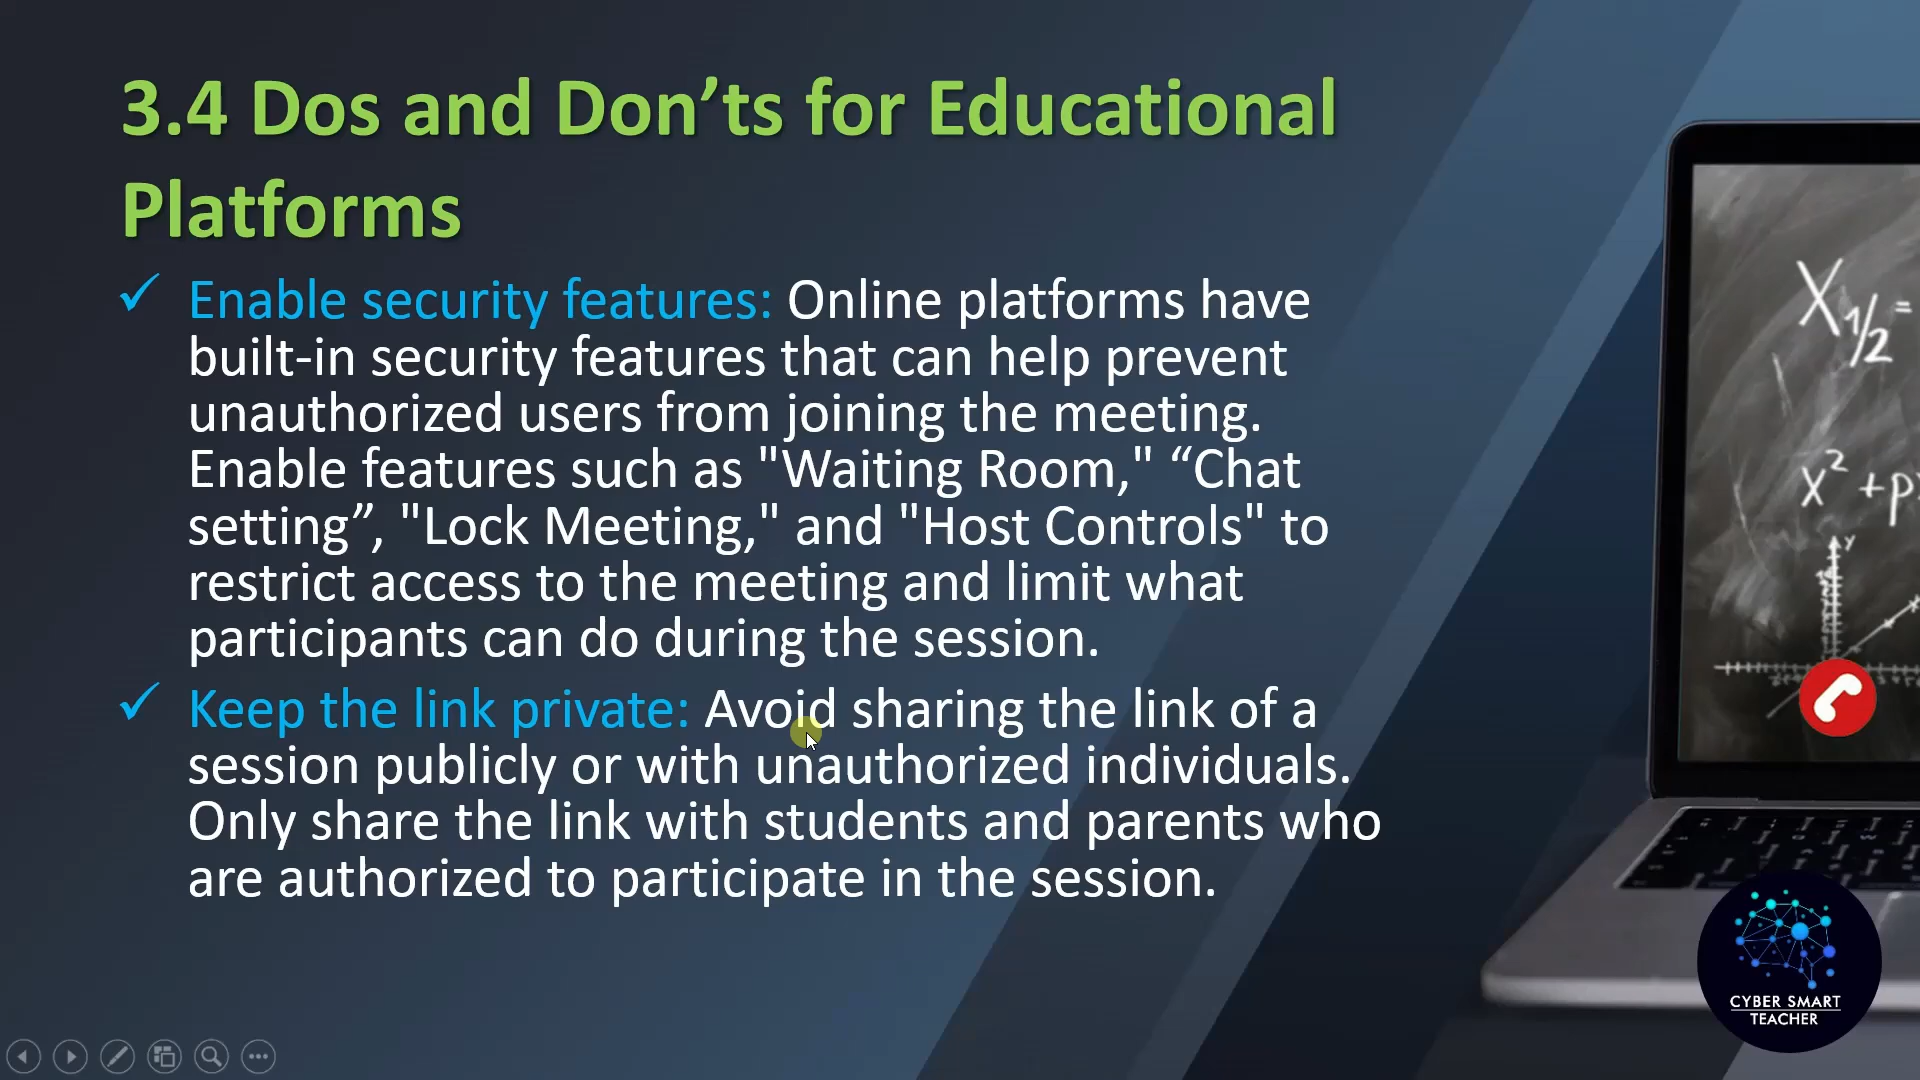 3.4 Dos and Don’ts for Educational
Platforms
✓ Enable security features: Online platforms have
built-in security features that can help prevent
unauthorized users from joining the meeting.
Enable features such as "Waiting Room," “Chat
setting”, "Lock Meeting," and "Host Controls" to
restrict access to the meeting and limit what
participants can do during the session.
✓ Keep the link private: Avoid sharing the link of a
session publicly or with unauthorized individuals.
Only share the link with students and parents who
are authorized to participate in the session.
X1/2 =
x² + p
y
CYBER SMART
TEACHER